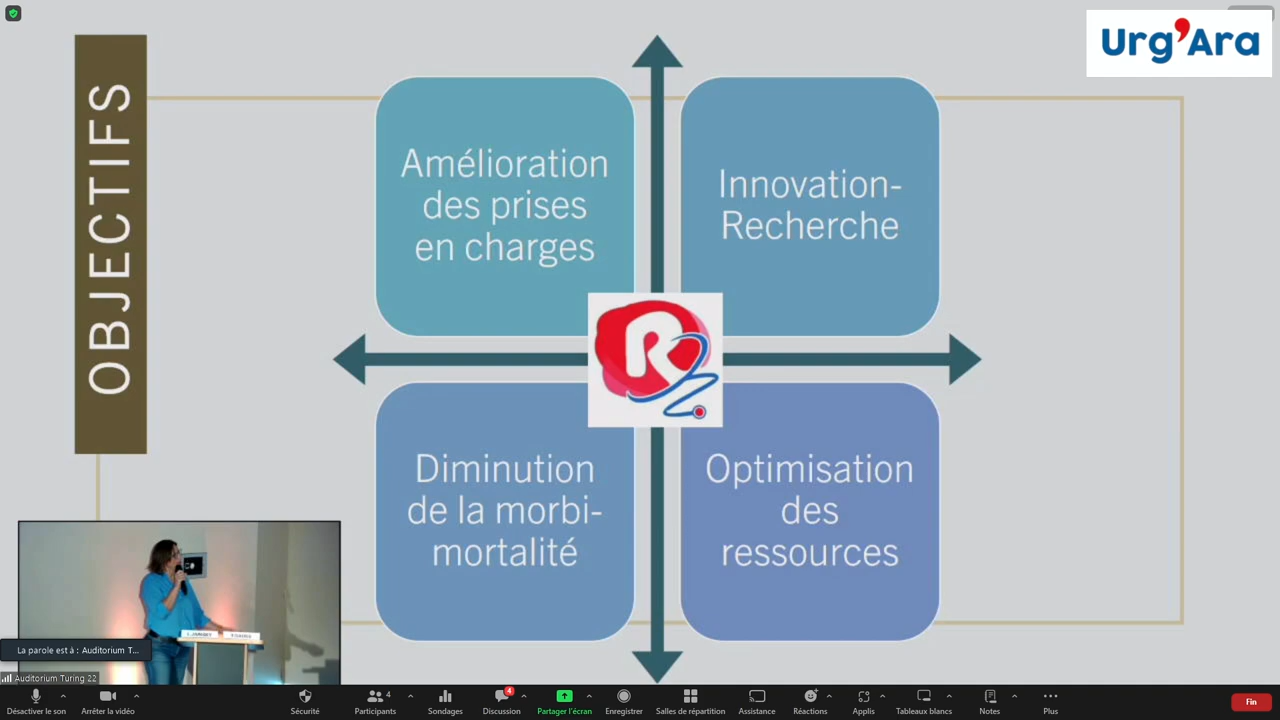 Urg'Ara
OBJECTIFS
Amélioration
des prises
en charges
Innovation-
Recherche
R
Diminution
de la morbi-
mortalité
Optimisation
des
ressources
La parole est à : Auditorium T...
Auditorium Turing 22
Désactiver le son
Arrêter la vidéo
Sécurité
4
Participants
Sondages
4
Discussion
Partager l'écran
Enregistrer
Salles de répartition
Assistance
Réactions
Applis
Tableaux blancs
Notes
Plus
Fin